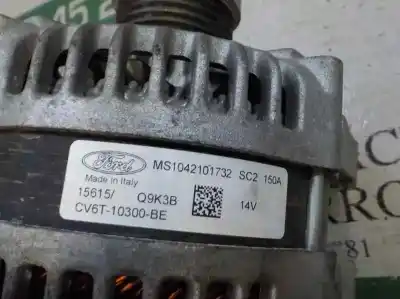 Ford
MS1042101732 SC2 150A
Made in Italy
15615/ Q9K3B
14V
CV6T-10300-BE